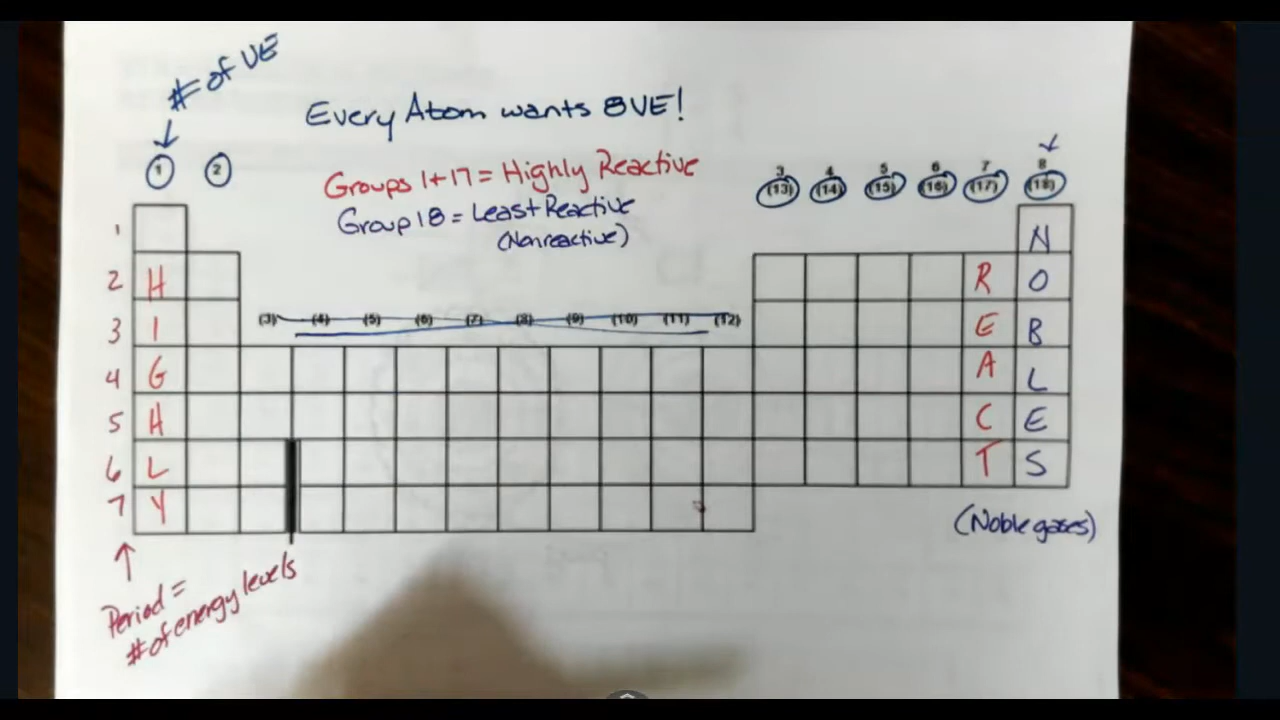 # of VE
Every Atom wants 8VE!
Groups 1+17 = Highly Reactive
Group 18 = Least Reactive
(Nonreactive)
1 2
3 4 5 6 7 8
(13) (14) (15) (16) (17) (18)
1 N
2 H R O
(3) (4) (5) (6) (7) (8) (9) (10) (11) (12)
3 I E B
4 G A L
5 H C E
6 L T S
7 Y
(Noble gases)
Period =
# of energy levels